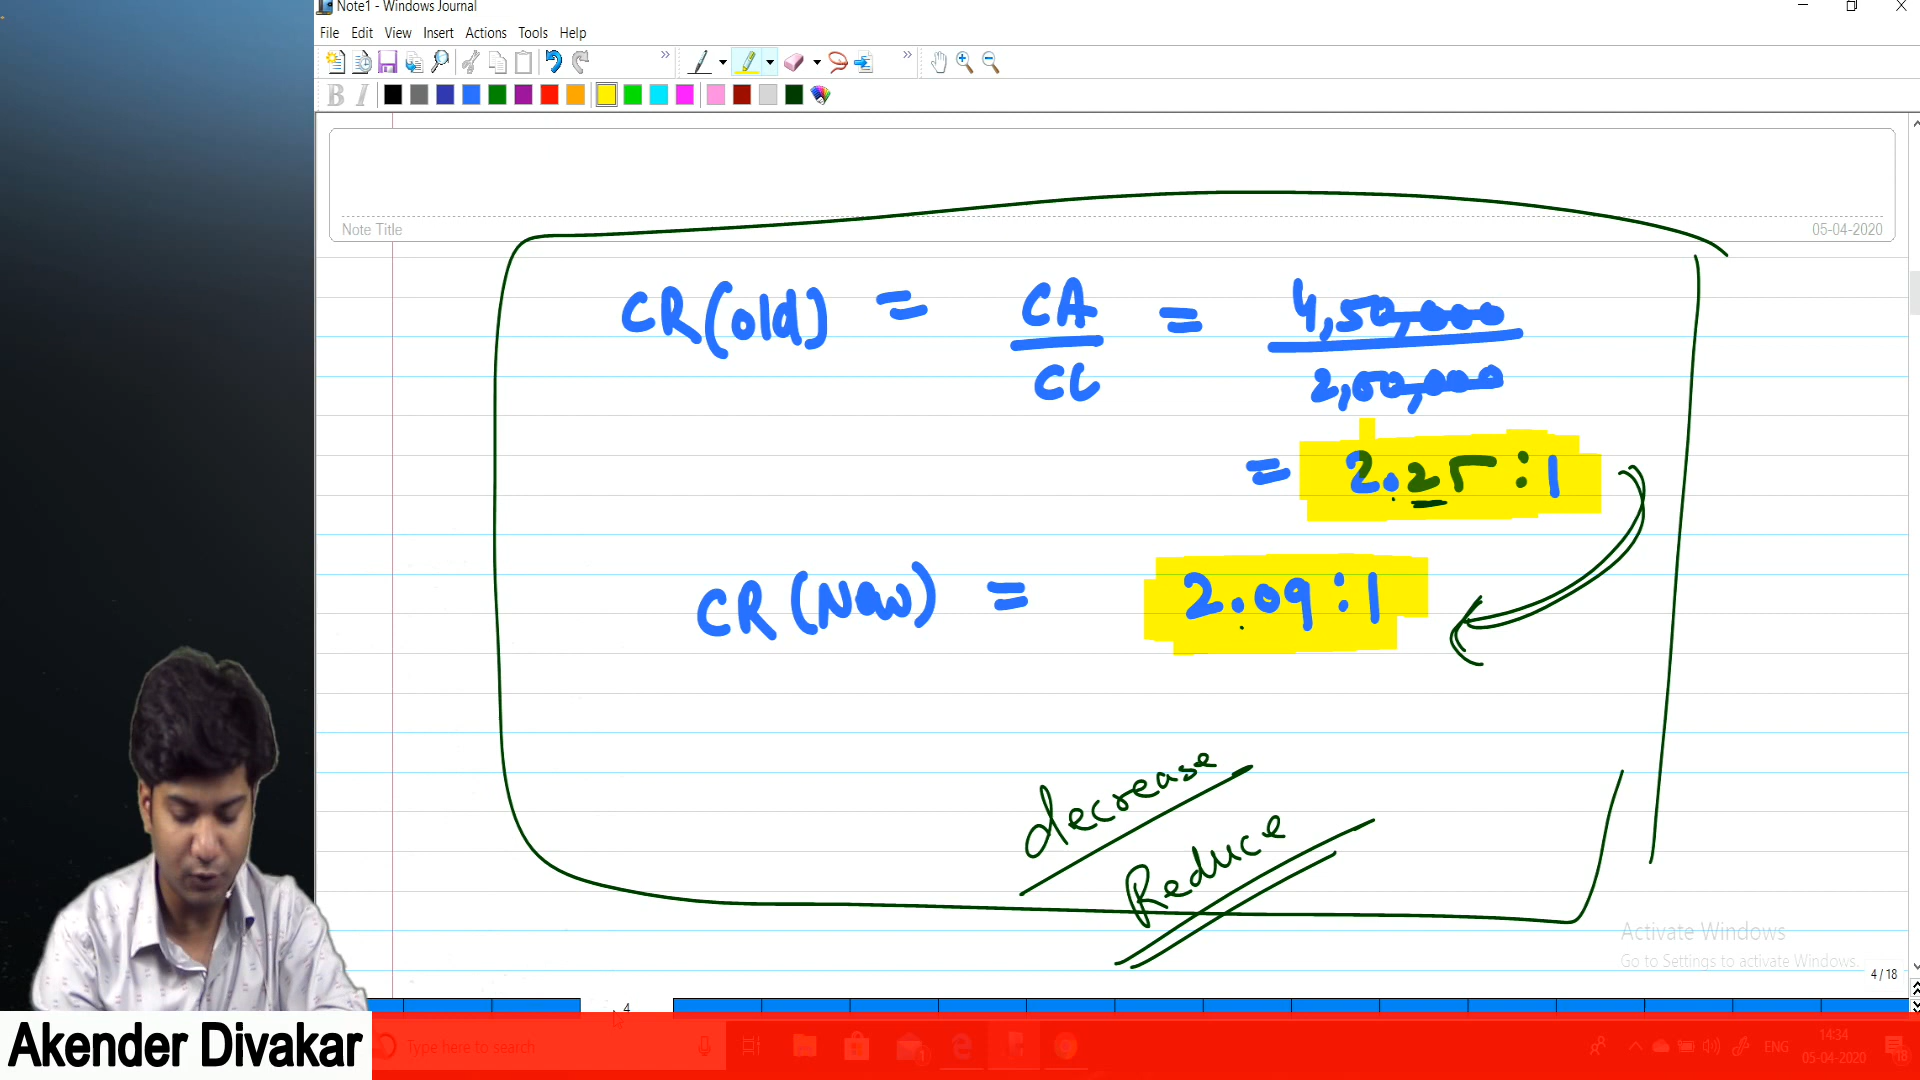 Note1 - Windows Journal
File Edit View Insert Actions Tools Help
B I
Note Title
05-04-2020
CR(old) = CA/CL = 4,50,000/2,00,000
= 2.25:1
CR(New) = 2.09:1
decrease
Reduce
Activate Windows
Go to Settings to activate Windows.
4 / 18
4
Akender Divakar
Type here to search
ENG
14:34
05-04-2020
18